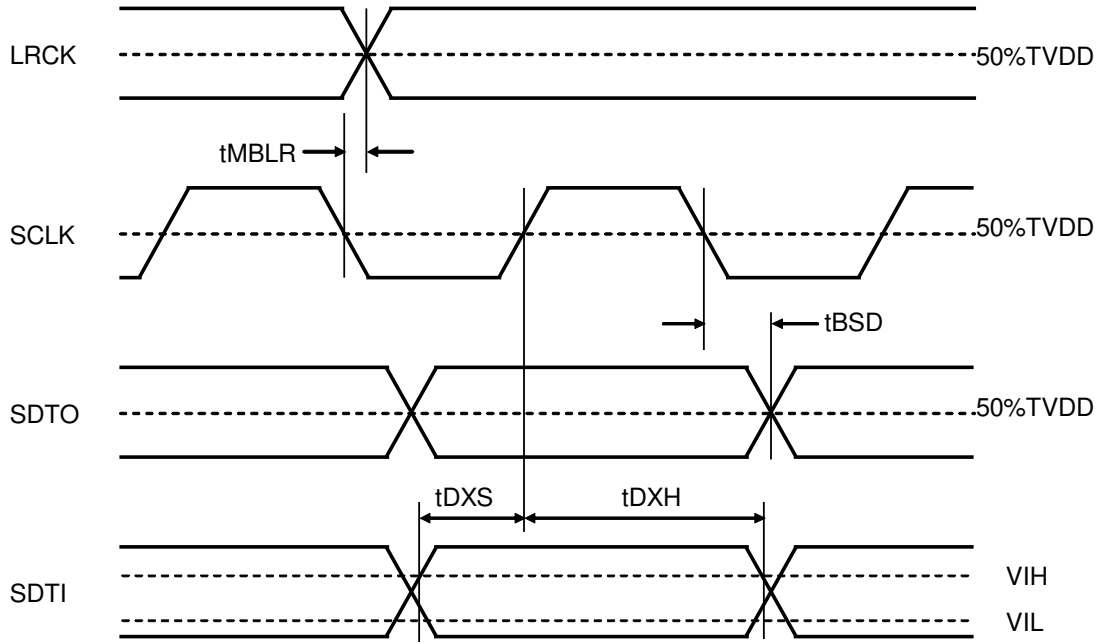 LRCK
50%TVDD
tMBLR
SCLK
50%TVDD
tBSD
SDTO
50%TVDD
tDXS
tDXH
SDTI
VIH
VIL